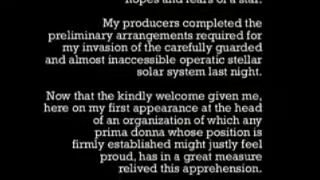 hopes and fears of a star.
My producers completed the
preliminary arrangements required for
my invasion of the carefully guarded
and almost inaccessible operatic stellar
solar system last night.
Now that the kindly welcome given me,
here on my first appearance at the head
of an organization of which any
prima donna whose position is
firmly established might justly feel
proud, has in a great measure
relived this apprehension.